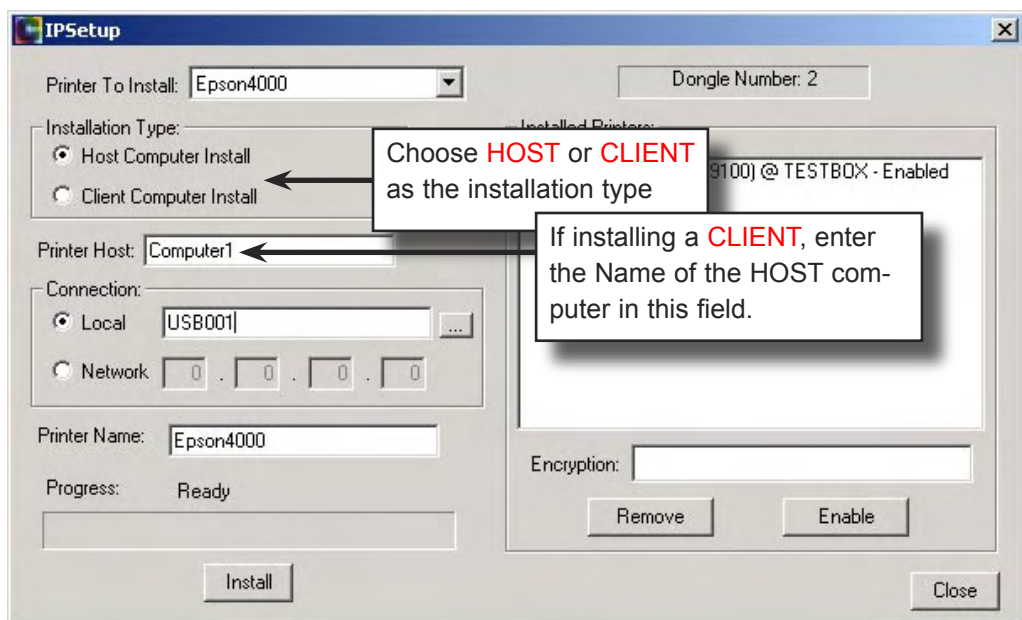 IPSetup
Printer To Install: Epson4000
Dongle Number: 2
Installation Type:
Host Computer Install
Client Computer Install
Installed Printers:
9100) @ TESTBOX - Enabled
Choose HOST or CLIENT
as the installation type
Printer Host: Computer1
If installing a CLIENT, enter
the Name of the HOST com-
puter in this field.
Connection:
Local USB001
...
Network 0 . 0 . 0 . 0
Printer Name: Epson4000
Encryption:
Progress: Ready
Remove Enable
Install
Close